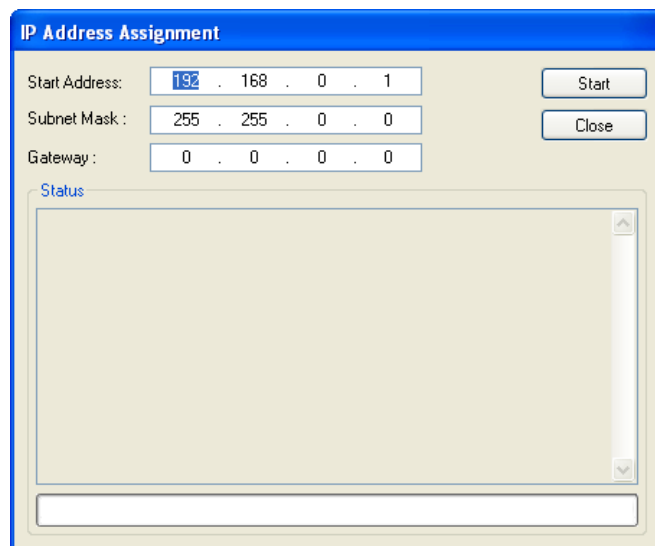 IP Address Assignment
Start Address: 192 . 168 . 0 . 1 Start
Subnet Mask : 255 . 255 . 0 . 0 Close
Gateway : 0 . 0 . 0 . 0
Status